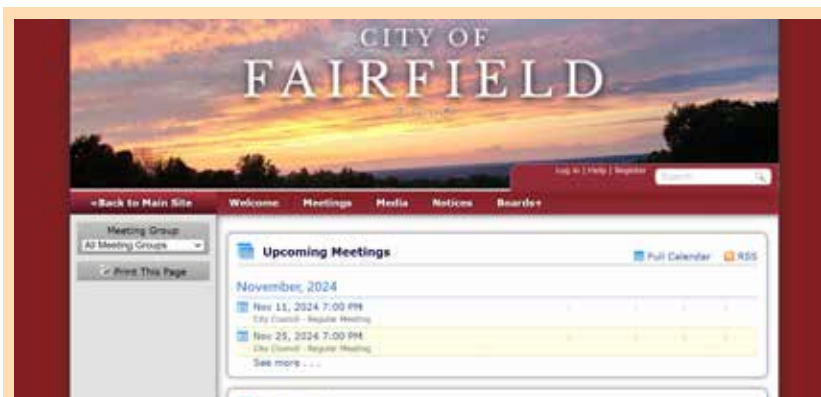 CITY OF
FAIRFIELD
Log in | Help | Register
Search
«Back to Main Site Welcome Meetings Media Notices Boards+
Meeting Group
All Meeting Groups
Print This Page
Upcoming Meetings
Full Calendar RSS
November, 2024
Nov 11, 2024 7:00 PM
City Council - Regular Meeting
Nov 25, 2024 7:00 PM
City Council - Regular Meeting
See more . . .